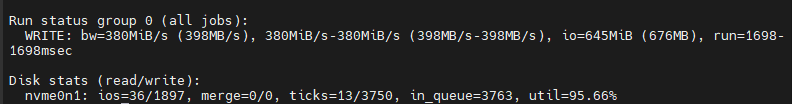 Run status group 0 (all jobs):
  WRITE: bw=380MiB/s (398MB/s), 380MiB/s-380MiB/s (398MB/s-398MB/s), io=645MiB (676MB), run=1698-
1698msec
Disk stats (read/write):
  nvme0n1: ios=36/1897, merge=0/0, ticks=13/3750, in_queue=3763, util=95.66%